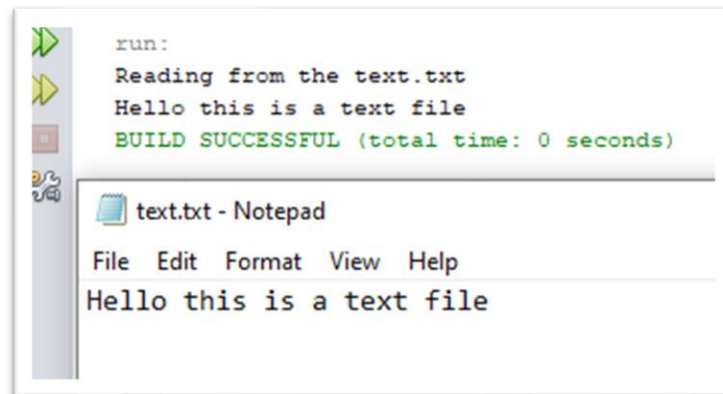 run:
Reading from the text.txt
Hello this is a text file
BUILD SUCCESSFUL (total time: 0 seconds)
text.txt - Notepad
File Edit Format View Help
Hello this is a text file